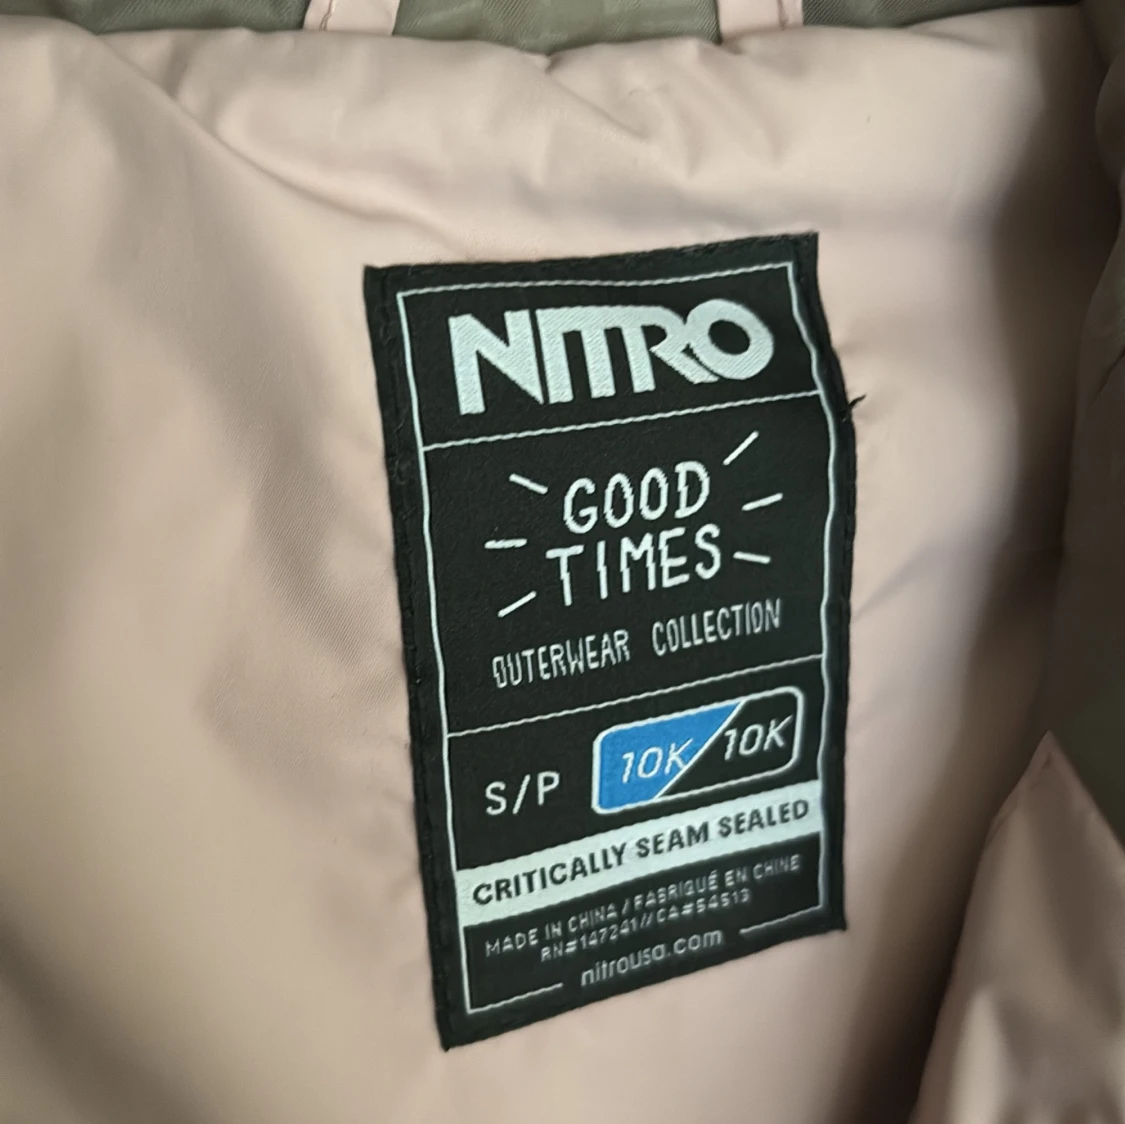 NITRO
GOOD
TIMES
OUTERWEAR COLLECTION
S/P 10K/10K
CRITICALLY SEAM SEALED
MADE IN CHINA / FABRIQUÉ EN CHINE
RN#147241//CA#54513
nitrousa.com